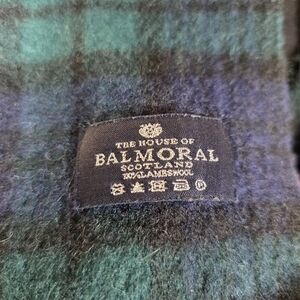 THE HOUSE OF
BALMORAL
SCOTLAND
100% LAMBSWOOL
P